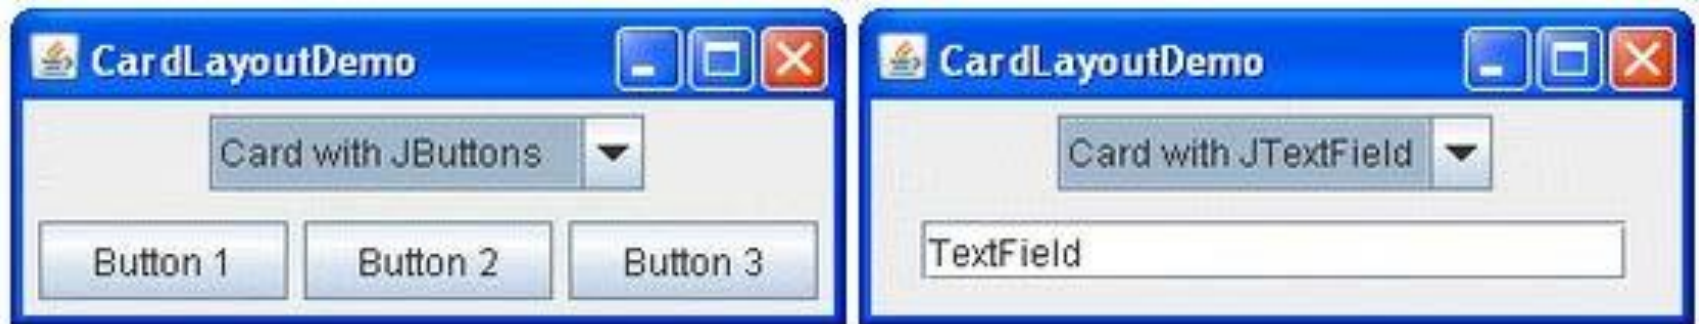 CardLayoutDemo
Card with JButtons
Button 1 Button 2 Button 3
CardLayoutDemo
Card with JTextField
TextField